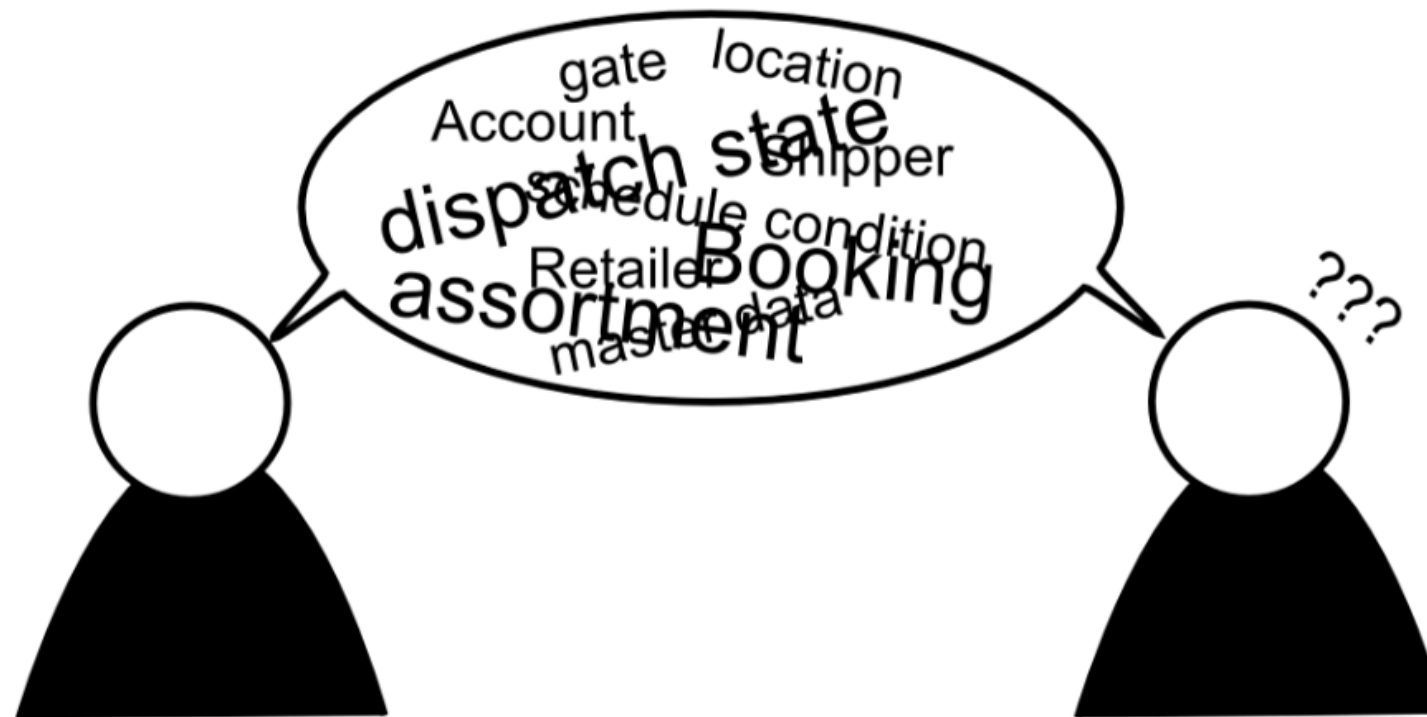 gate
location
Account
dispatch state
Shipper
schedule condition
Retailer
Booking
assortment
master data
???